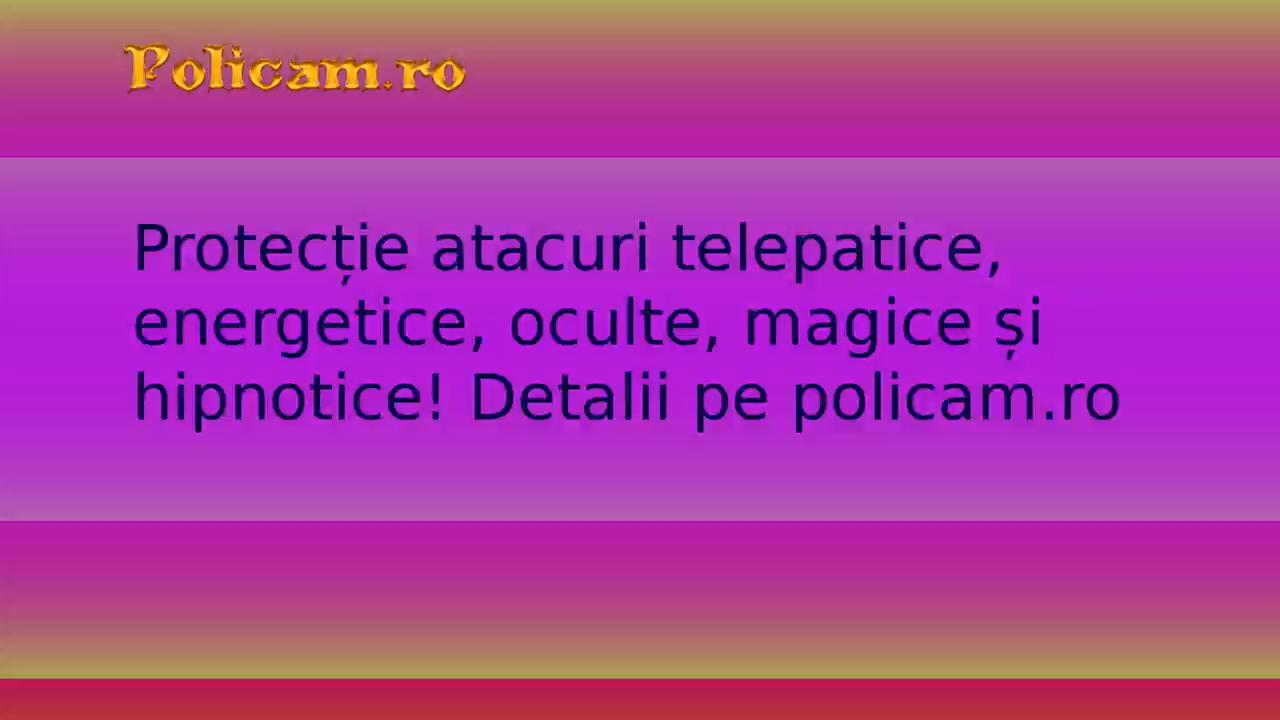 Policam.ro
Protecție atacuri telepatice,
energetice, oculte, magice și
hipnotice! Detalii pe policam.ro